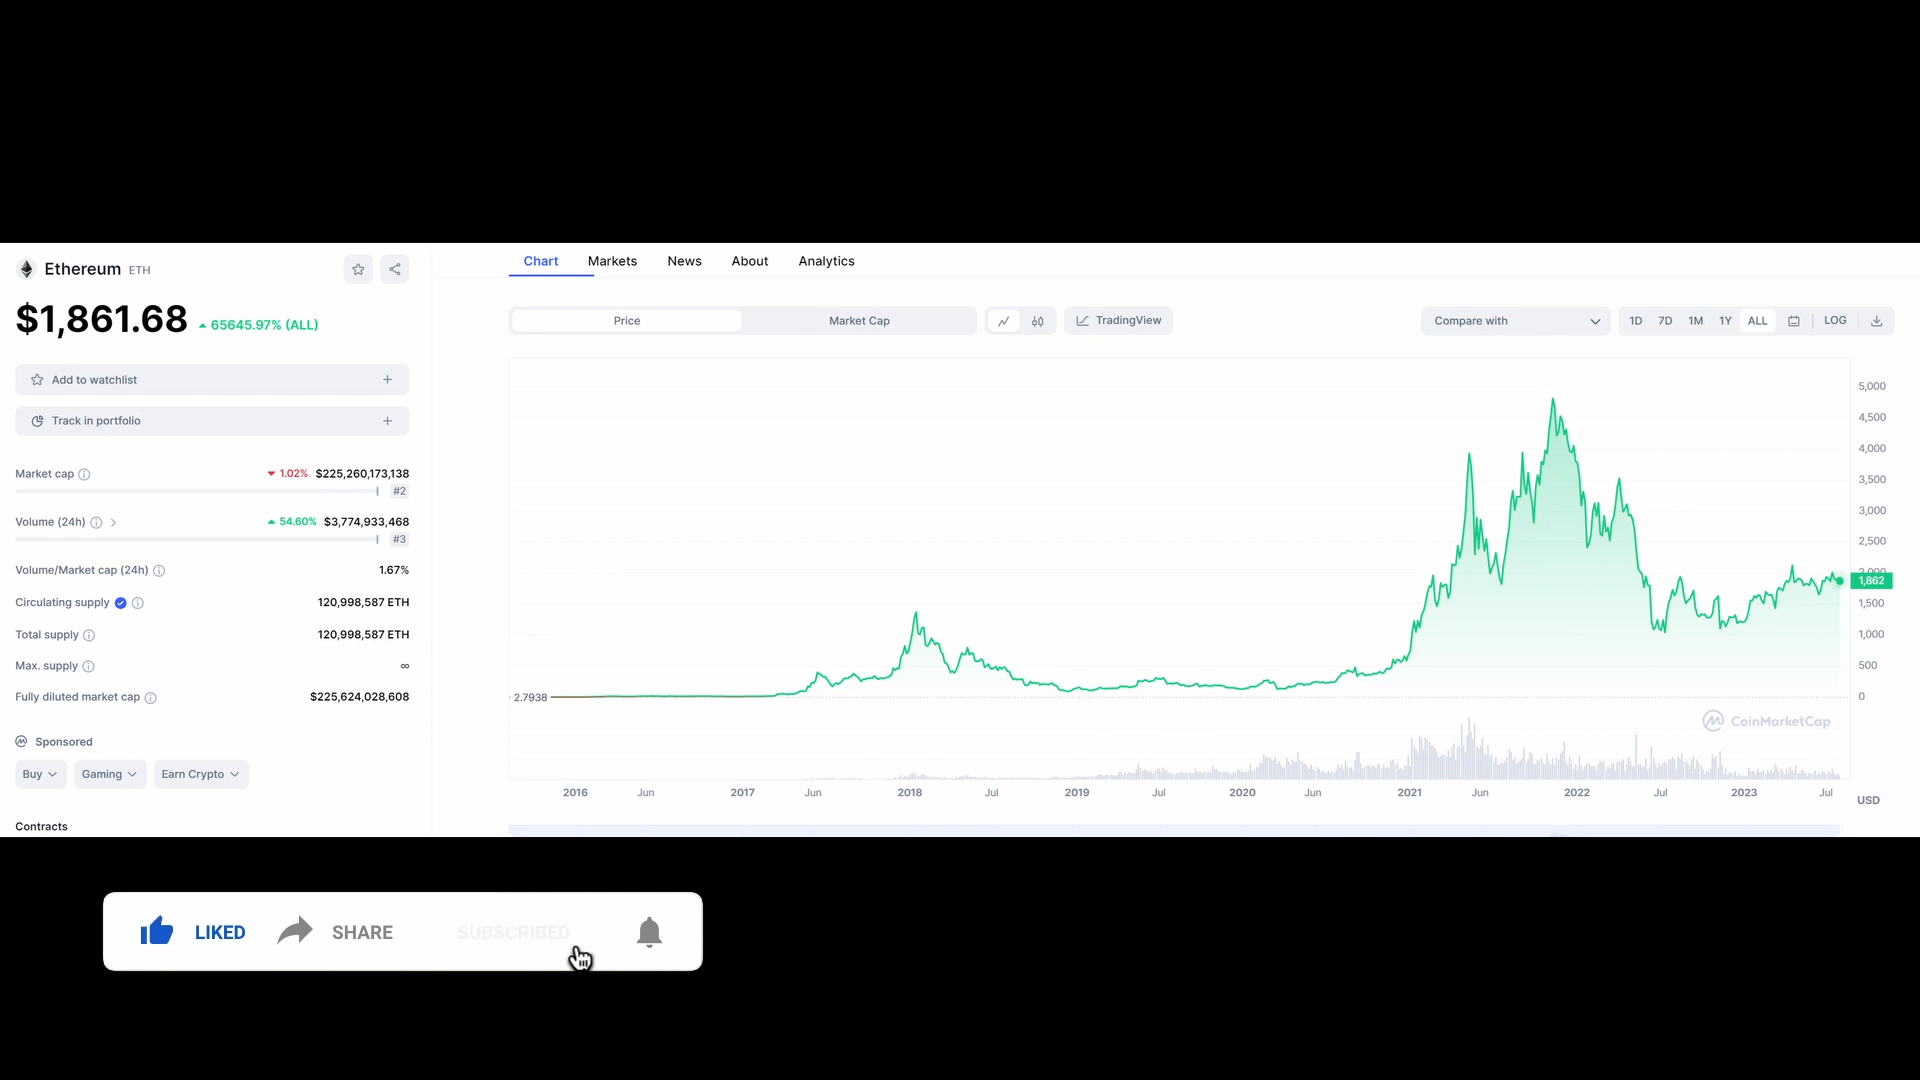 Ethereum ETH
$1,861.68 65645.97% (ALL)
Add to watchlist
Track in portfolio
Market cap 1.02% $225,260,173,138
#2
Volume (24h) 54.60% $3,774,933,468
#3
Volume/Market cap (24h) 1.67%
Circulating supply 120,998,587 ETH
Total supply 120,998,587 ETH
Max. supply ∞
Fully diluted market cap $225,624,028,608
Sponsored
Buy Gaming Earn Crypto
Contracts
Chart Markets News About Analytics
Price Market Cap TradingView Compare with 1D 7D 1M 1Y ALL LOG
5,000
4,500
4,000
3,500
3,000
2,500
2,000
1,862
1,500
1,000
500
2.7938 0
CoinMarketCap
2016 Jun 2017 Jun 2018 Jul 2019 Jul 2020 Jun 2021 Jun 2022 Jul 2023 Jul
USD
LIKED SHARE SUBSCRIBED